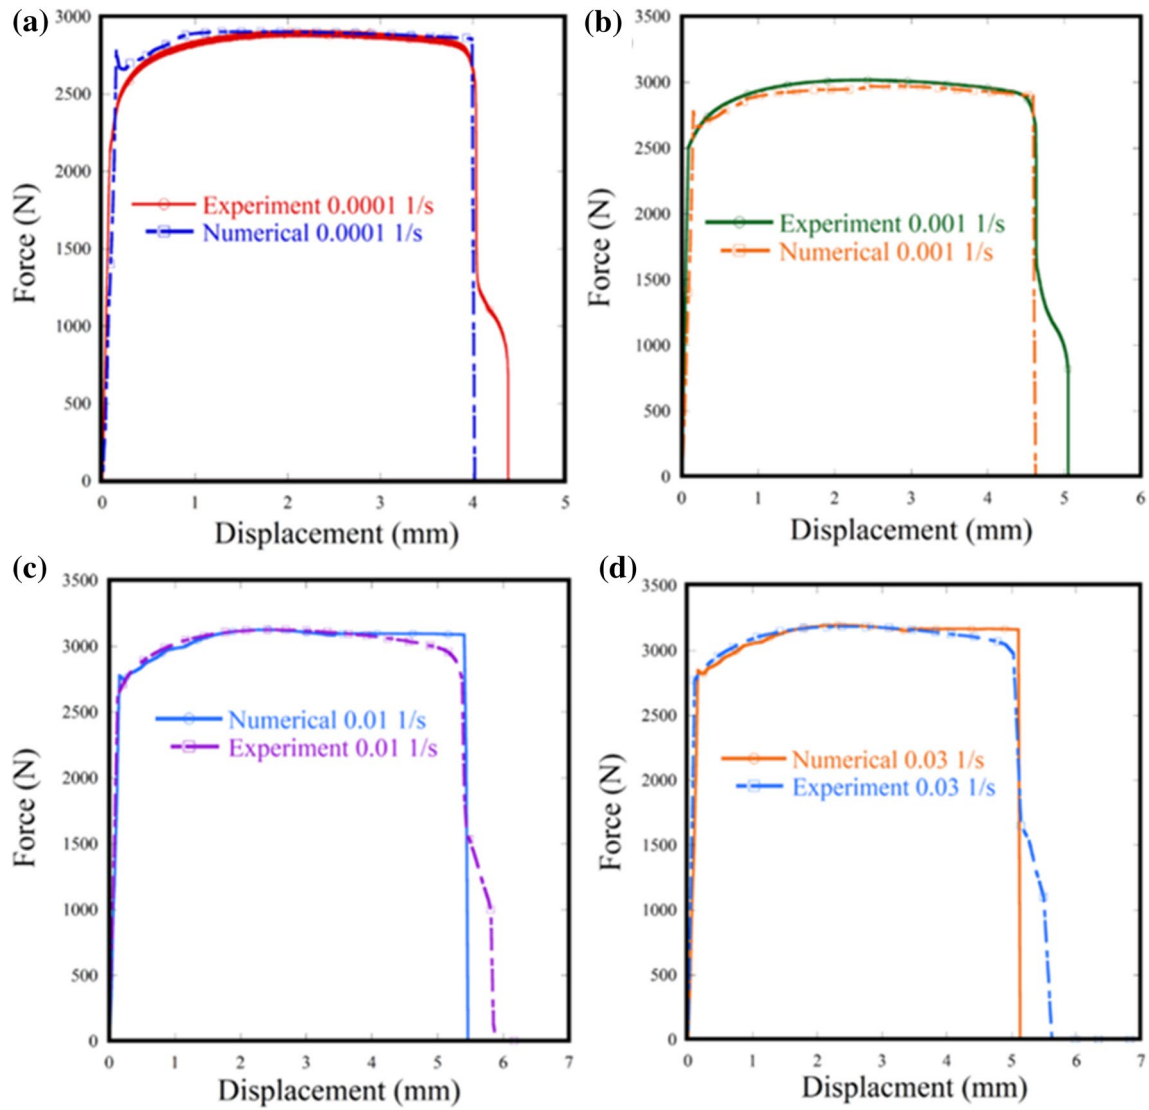 (a)
3000
2500
2000
1500
1000
500
0
Force (N)
Experiment 0.0001 1/s
Numerical 0.0001 1/s
0 1 2 3 4 5
Displacement (mm)
(b)
3500
3000
2500
2000
1500
1000
500
0
Force (N)
Experiment 0.001 1/s
Numerical 0.001 1/s
0 1 2 3 4 5 6
Displacement (mm)
(c)
3500
3000
2500
2000
1500
1000
500
0
Force (N)
Numerical 0.01 1/s
Experiment 0.01 1/s
0 1 2 3 4 5 6 7
Displacement (mm)
(d)
3500
3000
2500
2000
1500
1000
500
0
Force (N)
Numerical 0.03 1/s
Experiment 0.03 1/s
0 1 2 3 4 5 6 7
Displacment (mm)